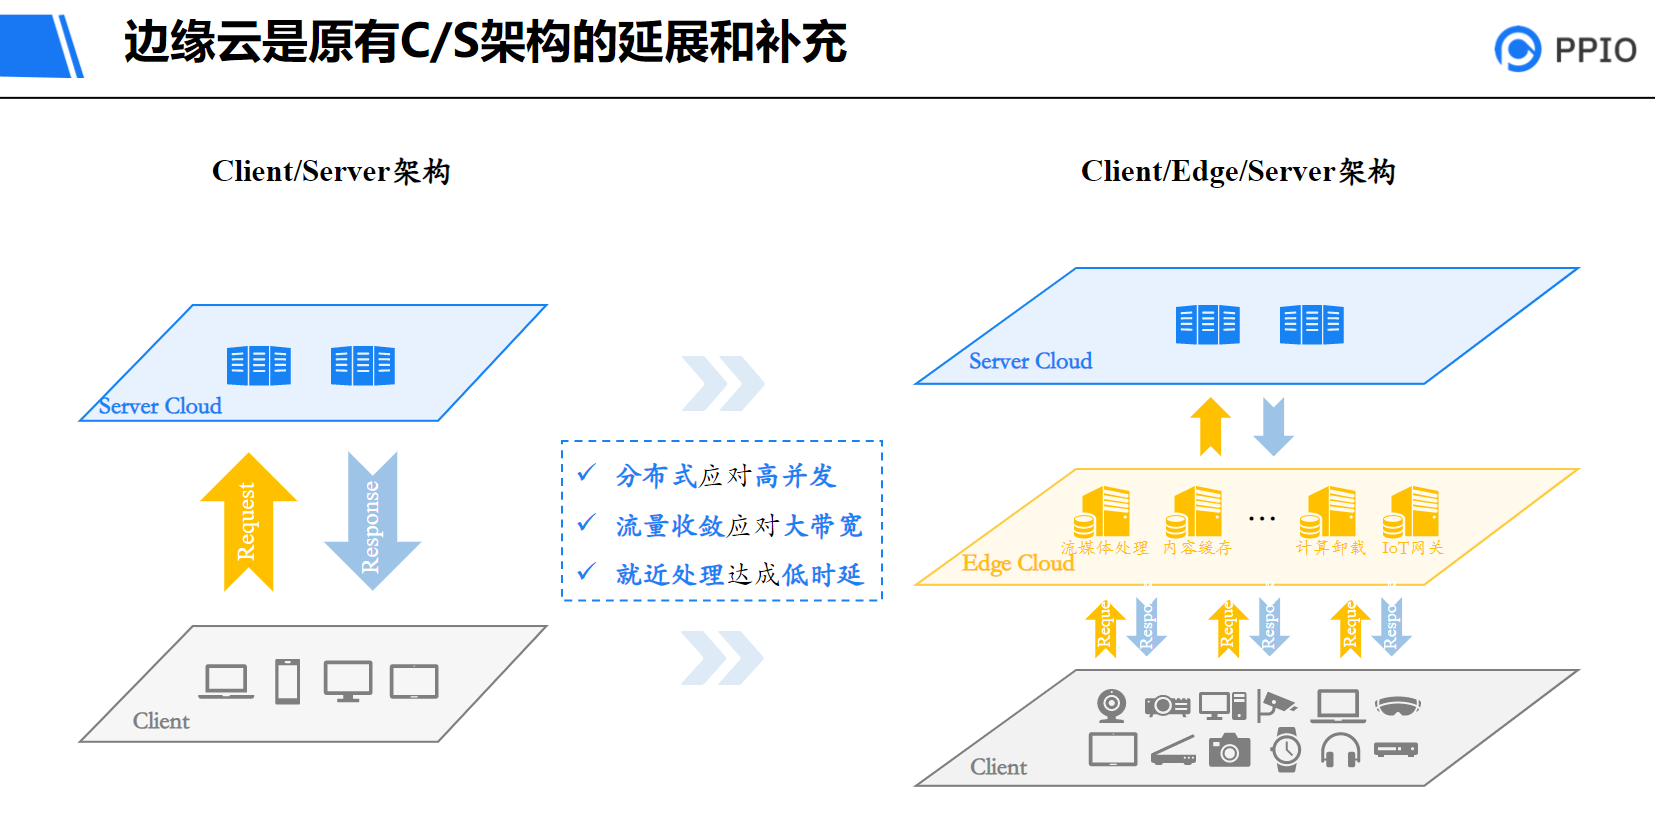 边缘云是原有C/S架构的延展和补充
PPIO
Client/Server架构
Client/Edge/Server架构
Server Cloud
Request
Response
Client
分布式应对高并发
流量收敛应对大带宽
就近处理达成低时延
Server Cloud
流媒体处理
内容缓存
...
计算卸载
IoT网关
Edge Cloud
Reque
Respo
Reque
Respo
Reque
Respo
Client